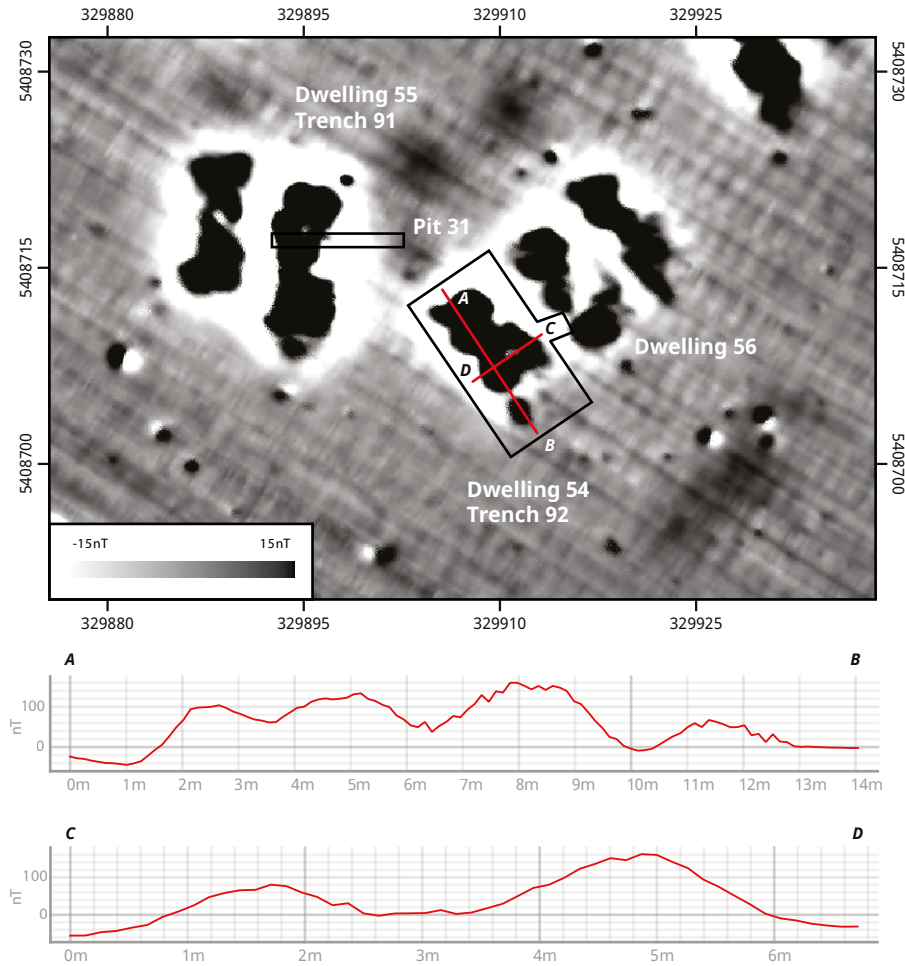 329880 329895 329910 329925
5408730 5408730
Dwelling 55
Trench 91
Pit 31
5408715 5408715
A
C
Dwelling 56
D
B
5408700 5408700
Dwelling 54
Trench 92
-15nT 15nT
329880 329895 329910 329925
A B
100
nT
0
0m 1m 2m 3m 4m 5m 6m 7m 8m 9m 10m 11m 12m 13m 14m
C D
100
nT
0
0m 1m 2m 3m 4m 5m 6m